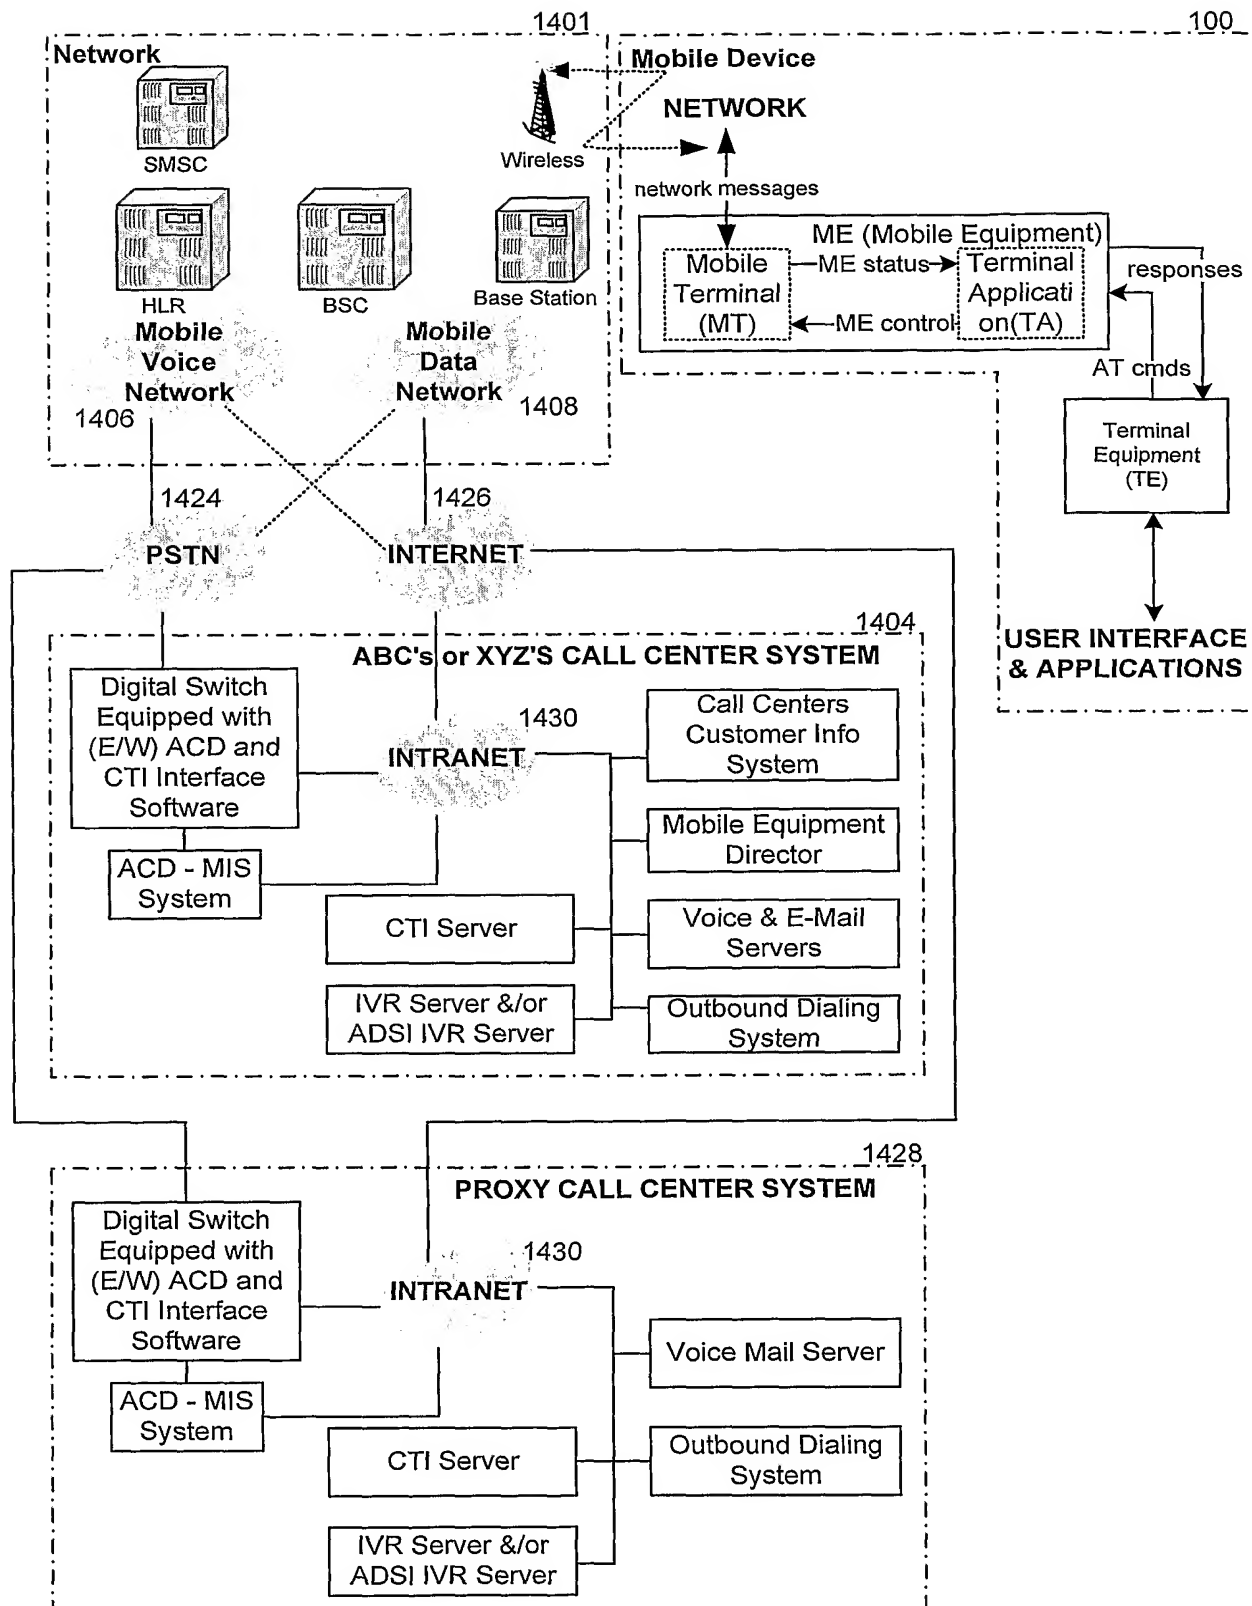 1401
100
Network
Mobile Device
NETWORK
SMSC
Wireless
network messages
HLR
BSC
Base Station
ME (Mobile Equipment)
Mobile
Terminal
(MT)
ME status
ME control
Terminal
Applicati
on(TA)
responses
AT cmds
Mobile
Voice
Network
1406
Mobile
Data
Network
1408
Terminal
Equipment
(TE)
1424
1426
PSTN
INTERNET
USER INTERFACE
& APPLICATIONS
1404
ABC's or XYZ'S CALL CENTER SYSTEM
Digital Switch
Equipped with
(E/W) ACD and
CTI Interface
Software
1430
INTRANET
Call Centers
Customer Info
System
Mobile Equipment
Director
ACD - MIS
System
CTI Server
Voice & E-Mail
Servers
IVR Server &/or
ADSI IVR Server
Outbound Dialing
System
1428
PROXY CALL CENTER SYSTEM
Digital Switch
Equipped with
(E/W) ACD and
CTI Interface
Software
1430
INTRANET
Voice Mail Server
ACD - MIS
System
CTI Server
Outbound Dialing
System
IVR Server &/or
ADSI IVR Server